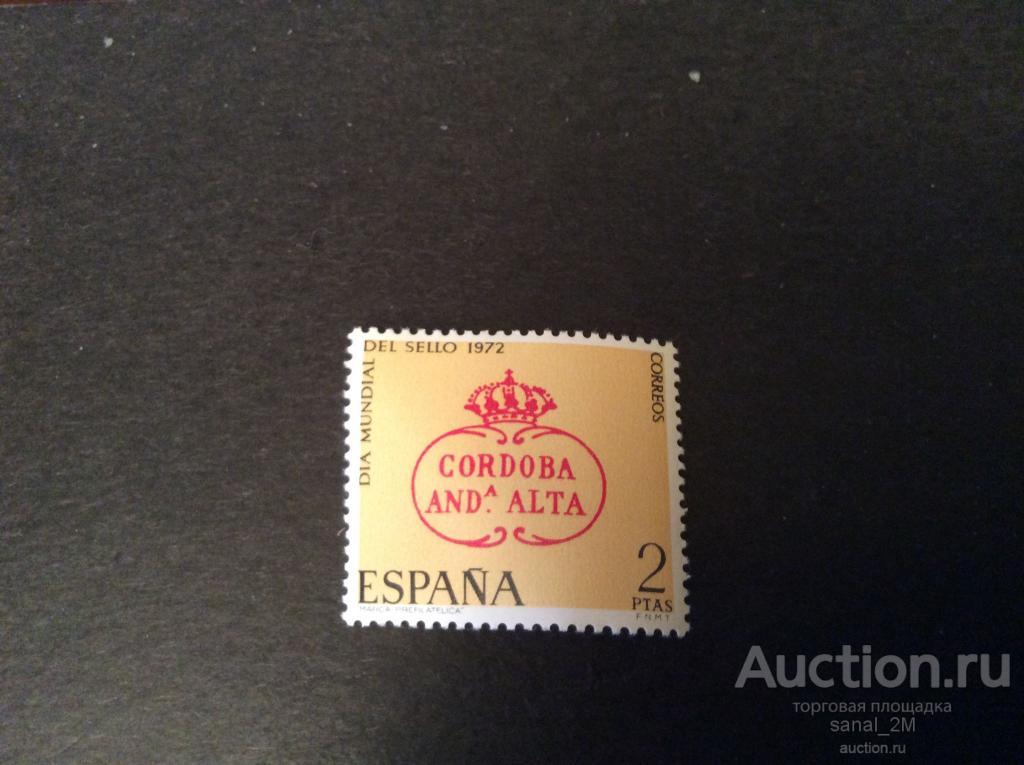 DEL SELLO 1972
DIA MUNDIAL
CORREOS
CORDOBA
AND.ᴬ ALTA
2
PTAS
ESPAÑA
"MARCA PREFILATELICA"
F.N.M.T.
Auction.ru
торговая площадка
sanal_2M
auction.ru